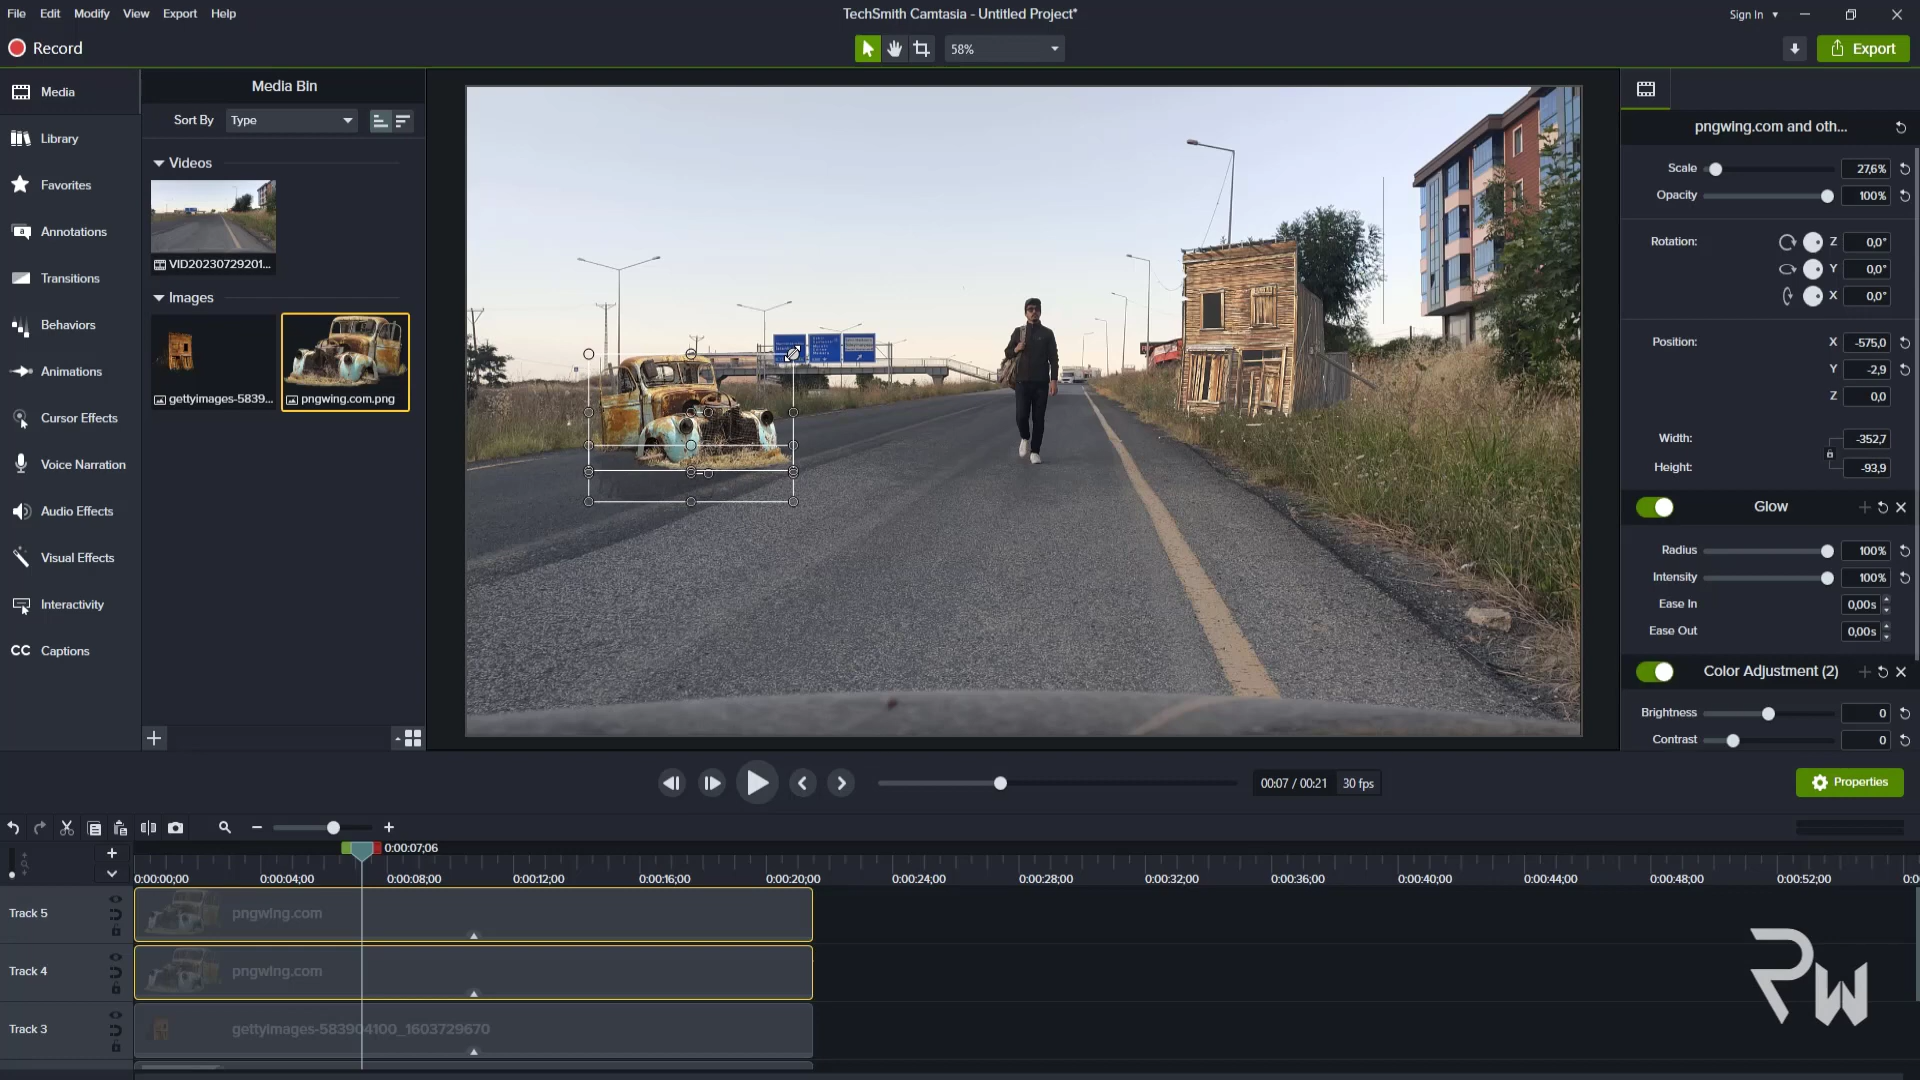 File Edit Modify View Export Help
TechSmith Camtasia - Untitled Project*
Sign In
Record
58%
Export
Media
Library
Favorites
Annotations
Transitions
Behaviors
Animations
Cursor Effects
Voice Narration
Audio Effects
Visual Effects
Interactivity
CC Captions
Media Bin
Sort By Type
Videos
VID20230729201...
Images
gettyimages-5839...
pngwing.com.png
pngwing.com and oth...
Scale 27,6%
Opacity 100%
Rotation: Z 0,0°
Y 0,0°
X 0,0°
Position: X -575,0
Y -2,9
Z 0,0
Width: -352,7
Height: -93,9
Glow
Radius 100%
Intensity 100%
Ease In 0,00s
Ease Out 0,00s
Color Adjustment (2)
Brightness 0
Contrast 0
00:07 / 00:21 30 fps
Properties
0:00:07;06
0:00:00;00 0:00:04;00 0:00:08;00 0:00:12;00 0:00:16;00 0:00:20;00 0:00:24;00 0:00:28;00 0:00:32;00 0:00:36;00 0:00:40;00 0:00:44;00 0:00:48;00 0:00:52;00
Track 5 pngwing.com
Track 4 pngwing.com
Track 3 gettyimages-583904100_1603729670
RW